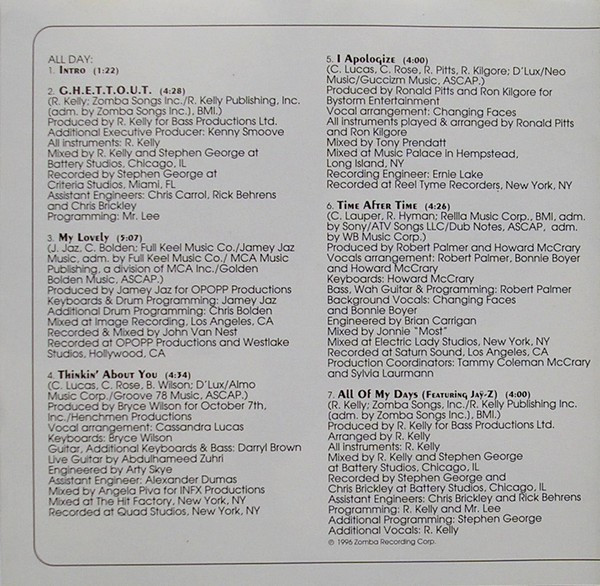 ALL DAY:
1. INTRO (1:22)
2. G.H.E.T.T.O.U.T. (4:28)
(R. Kelly; Zomba Songs Inc./R. Kelly Publishing, Inc.
(adm. by Zomba Songs Inc.), BMI.)
Produced by R. Kelly for Bass Productions Ltd.
Additional Executive Producer: Kenny Smoove
All instruments: R. Kelly
Mixed by R. Kelly and Stephen George at
Battery Studios, Chicago, IL
Recorded by Stephen George at
Criteria Studios, Miami, FL
Assistant Engineers: Chris Carrol, Rick Behrens
and Chris Brickley
Programming: Mr. Lee
3. MY LOVELY (5:07)
(J. Jaz, C. Bolden; Full Keel Music Co./Jamey Jaz
Music, adm. by Full Keel Music Co./ MCA Music
Publishing, a division of MCA Inc./Golden
Bolden Music, ASCAP.)
Produced by Jamey Jaz for OPOPP Productions
Keyboards & Drum Programming: Jamey Jaz
Additional Drum Programming: Chris Bolden
Mixed at Image Recording, Los Angeles, CA
Recorded & Mixed by John Van Nest
Recorded at OPOPP Productions and Westlake
Studios, Hollywood, CA
4. THINKIN' ABOUT YOU (4:34)
(C. Lucas, C. Rose, B. Wilson; D'Lux/Almo
Music Corp./Groove 78 Music, ASCAP.)
Produced by Bryce Wilson for October 7th,
Inc./Henchmen Productions
Vocal arrangement: Cassandra Lucas
Keyboards: Bryce Wilson
Guitar, Additional Keyboards & Bass: Darryl Brown
Live Guitar by Abdulhameed Zuhri
Engineered by Arty Skye
Assistant Engineer: Alexander Dumas
Mixed by Angela Piva for INFX Productions
Mixed at The Hit Factory, New York, NY
Recorded at Quad Studios, New York, NY
5. I APOLOGIZE (4:00)
(C. Lucas, C. Rose, R. Pitts, R. Kilgore; D'Lux/Neo
Music/Guccizm Music, ASCAP.)
Produced by Ronald Pitts and Ron Kilgore for
Bystorm Entertainment
Vocal arrangement: Changing Faces
All instruments played & arranged by Ronald Pitts
and Ron Kilgore
Mixed by Tony Prendatt
Mixed at Music Palace in Hempstead,
Long Island, NY
Recording Engineer: Ernie Lake
Recorded at Reel Tyme Recorders, New York, NY
6. TIME AFTER TIME (4:26)
(C. Lauper, R. Hyman; Rellla Music Corp., BMI, adm.
by Sony/ATV Songs LLC/Dub Notes, ASCAP, adm.
by WB Music Corp.)
Produced by Robert Palmer and Howard McCrary
Vocals arrangement: Robert Palmer, Bonnie Boyer
and Howard McCrary
Keyboards: Howard McCrary
Bass, Wah Guitar & Programming: Robert Palmer
Background Vocals: Changing Faces
and Bonnie Boyer
Engineered by Brian Carrigan
Mixed by Jonnie "Most"
Mixed at Electric Lady Studios, New York, NY
Recorded at Saturn Sound, Los Angeles, CA
Production Coordinators: Tammy Coleman McCrary
and Sylvia Laurmann
7. ALL OF MY DAYS (FEATURING JAŸ-Z) (4:00)
(R. Kelly; Zomba Songs, Inc./R. Kelly Publishing Inc.
(adm. by Zomba Songs Inc.), BMI.)
Produced by R. Kelly for Bass Productions Ltd.
Arranged by R. Kelly
All instruments: R. Kelly
Mixed by R. Kelly and Stephen George
at Battery Studios, Chicago, IL
Recorded by Stephen George and
Chris Brickley at Battery Studios, Chicago, IL
Assistant Engineers: Chris Brickley and Rick Behrens
Programming: R. Kelly and Mr. Lee
Additional Programming: Stephen George
Additional Vocals: R. Kelly
℗ 1996 Zomba Recording Corp.